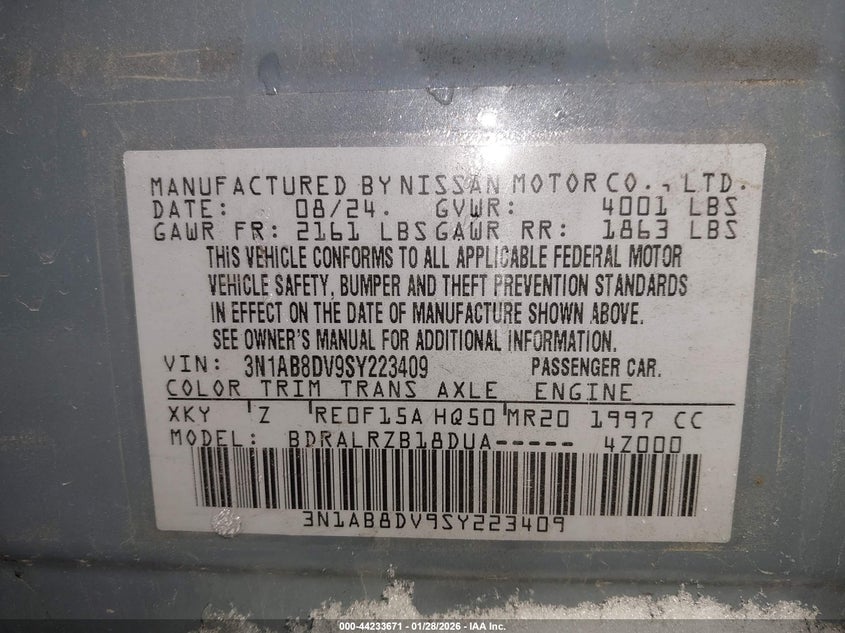 MANUFACTURED BY NISSAN MOTOR CO., LTD.
DATE: 08/24. GVWR: 4001 LBS
GAWR FR: 2161 LBS GAWR RR: 1863 LBS
THIS VEHICLE CONFORMS TO ALL APPLICABLE FEDERAL MOTOR
VEHICLE SAFETY, BUMPER AND THEFT PREVENTION STANDARDS
IN EFFECT ON THE DATE OF MANUFACTURE SHOWN ABOVE.
SEE OWNER'S MANUAL FOR ADDITIONAL INFORMATION.
VIN: 3N1AB8DV9SY223409 PASSENGER CAR.
COLOR TRIM TRANS AXLE ENGINE
XKY Z RE0F15A HQ50 MR20 1997 CC
MODEL: BDRALRZB18DUA----- 4Z000
3N1AB8DV9SY223409
000-44233671 | 01/28/2026 - IAA Inc.